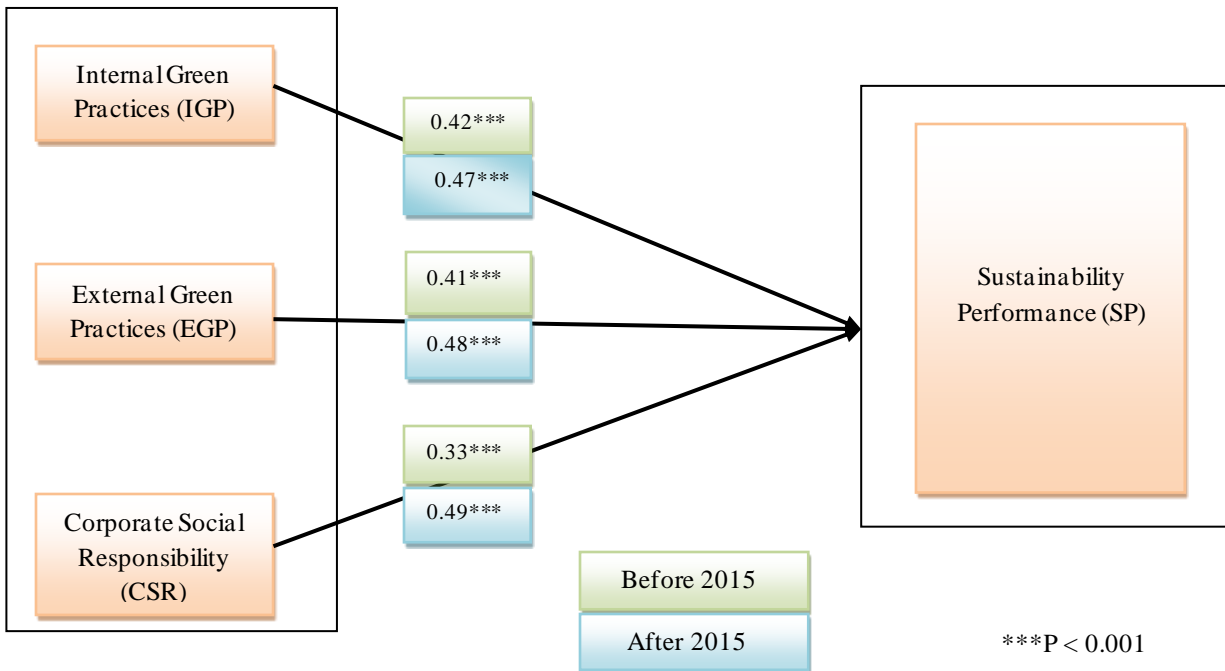 Internal Green
Practices (IGP)
0.42***
0.47***
External Green
Practices (EGP)
0.41***
0.48***
Corporate Social
Responsibility
(CSR)
0.33***
0.49***
Sustainability
Performance (SP)
Before 2015
After 2015
***P < 0.001